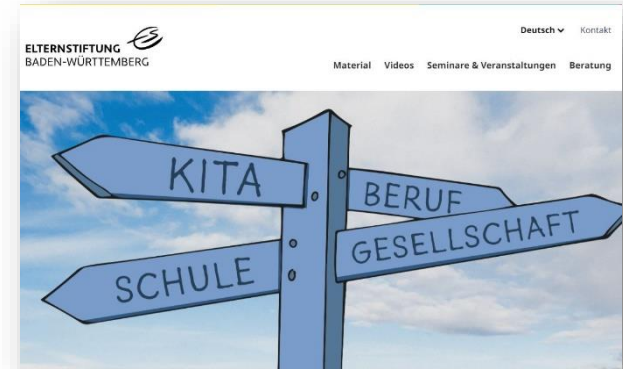 Deutsch Kontakt
ELTERNSTIFTUNG
BADEN-WÜRTTEMBERG
Material Videos Seminare & Veranstaltungen Beratung
KITA
BERUF
GESELLSCHAFT
SCHULE